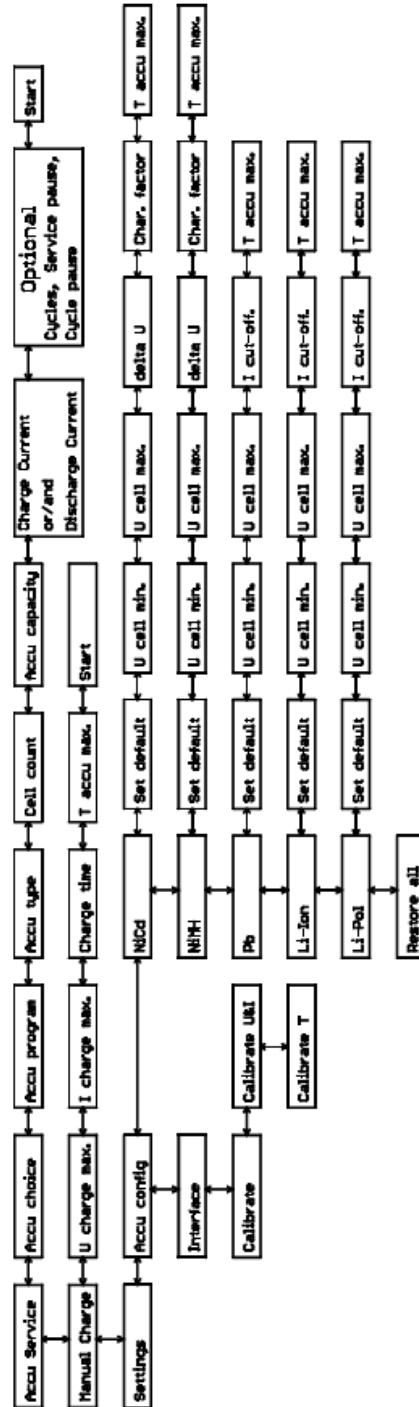 Accu Service
Accu choice
Accu program
Accu type
Cell count
Accu capacity
Charge Current
or/and
Discharge Current
Optional
Cycles, Service pause,
Cycle pause
Start
Manual Charge
U charge max.
I charge max.
Charge time
T accu max.
Start
Settings
Accu config
NiCd
Set default
U cell min.
U cell max.
delta U
Char. factor
T accu max.
Interface
NiMH
Set default
U cell min.
U cell max.
delta U
Char. factor
T accu max.
Calibrate
Calibrate U&I
Pb
Set default
U cell min.
U cell max.
I cut-off.
T accu max.
Calibrate T
Li-Ion
Set default
U cell min.
U cell max.
I cut-off.
T accu max.
Li-Pol
Set default
U cell min.
U cell max.
I cut-off.
T accu max.
Restore all